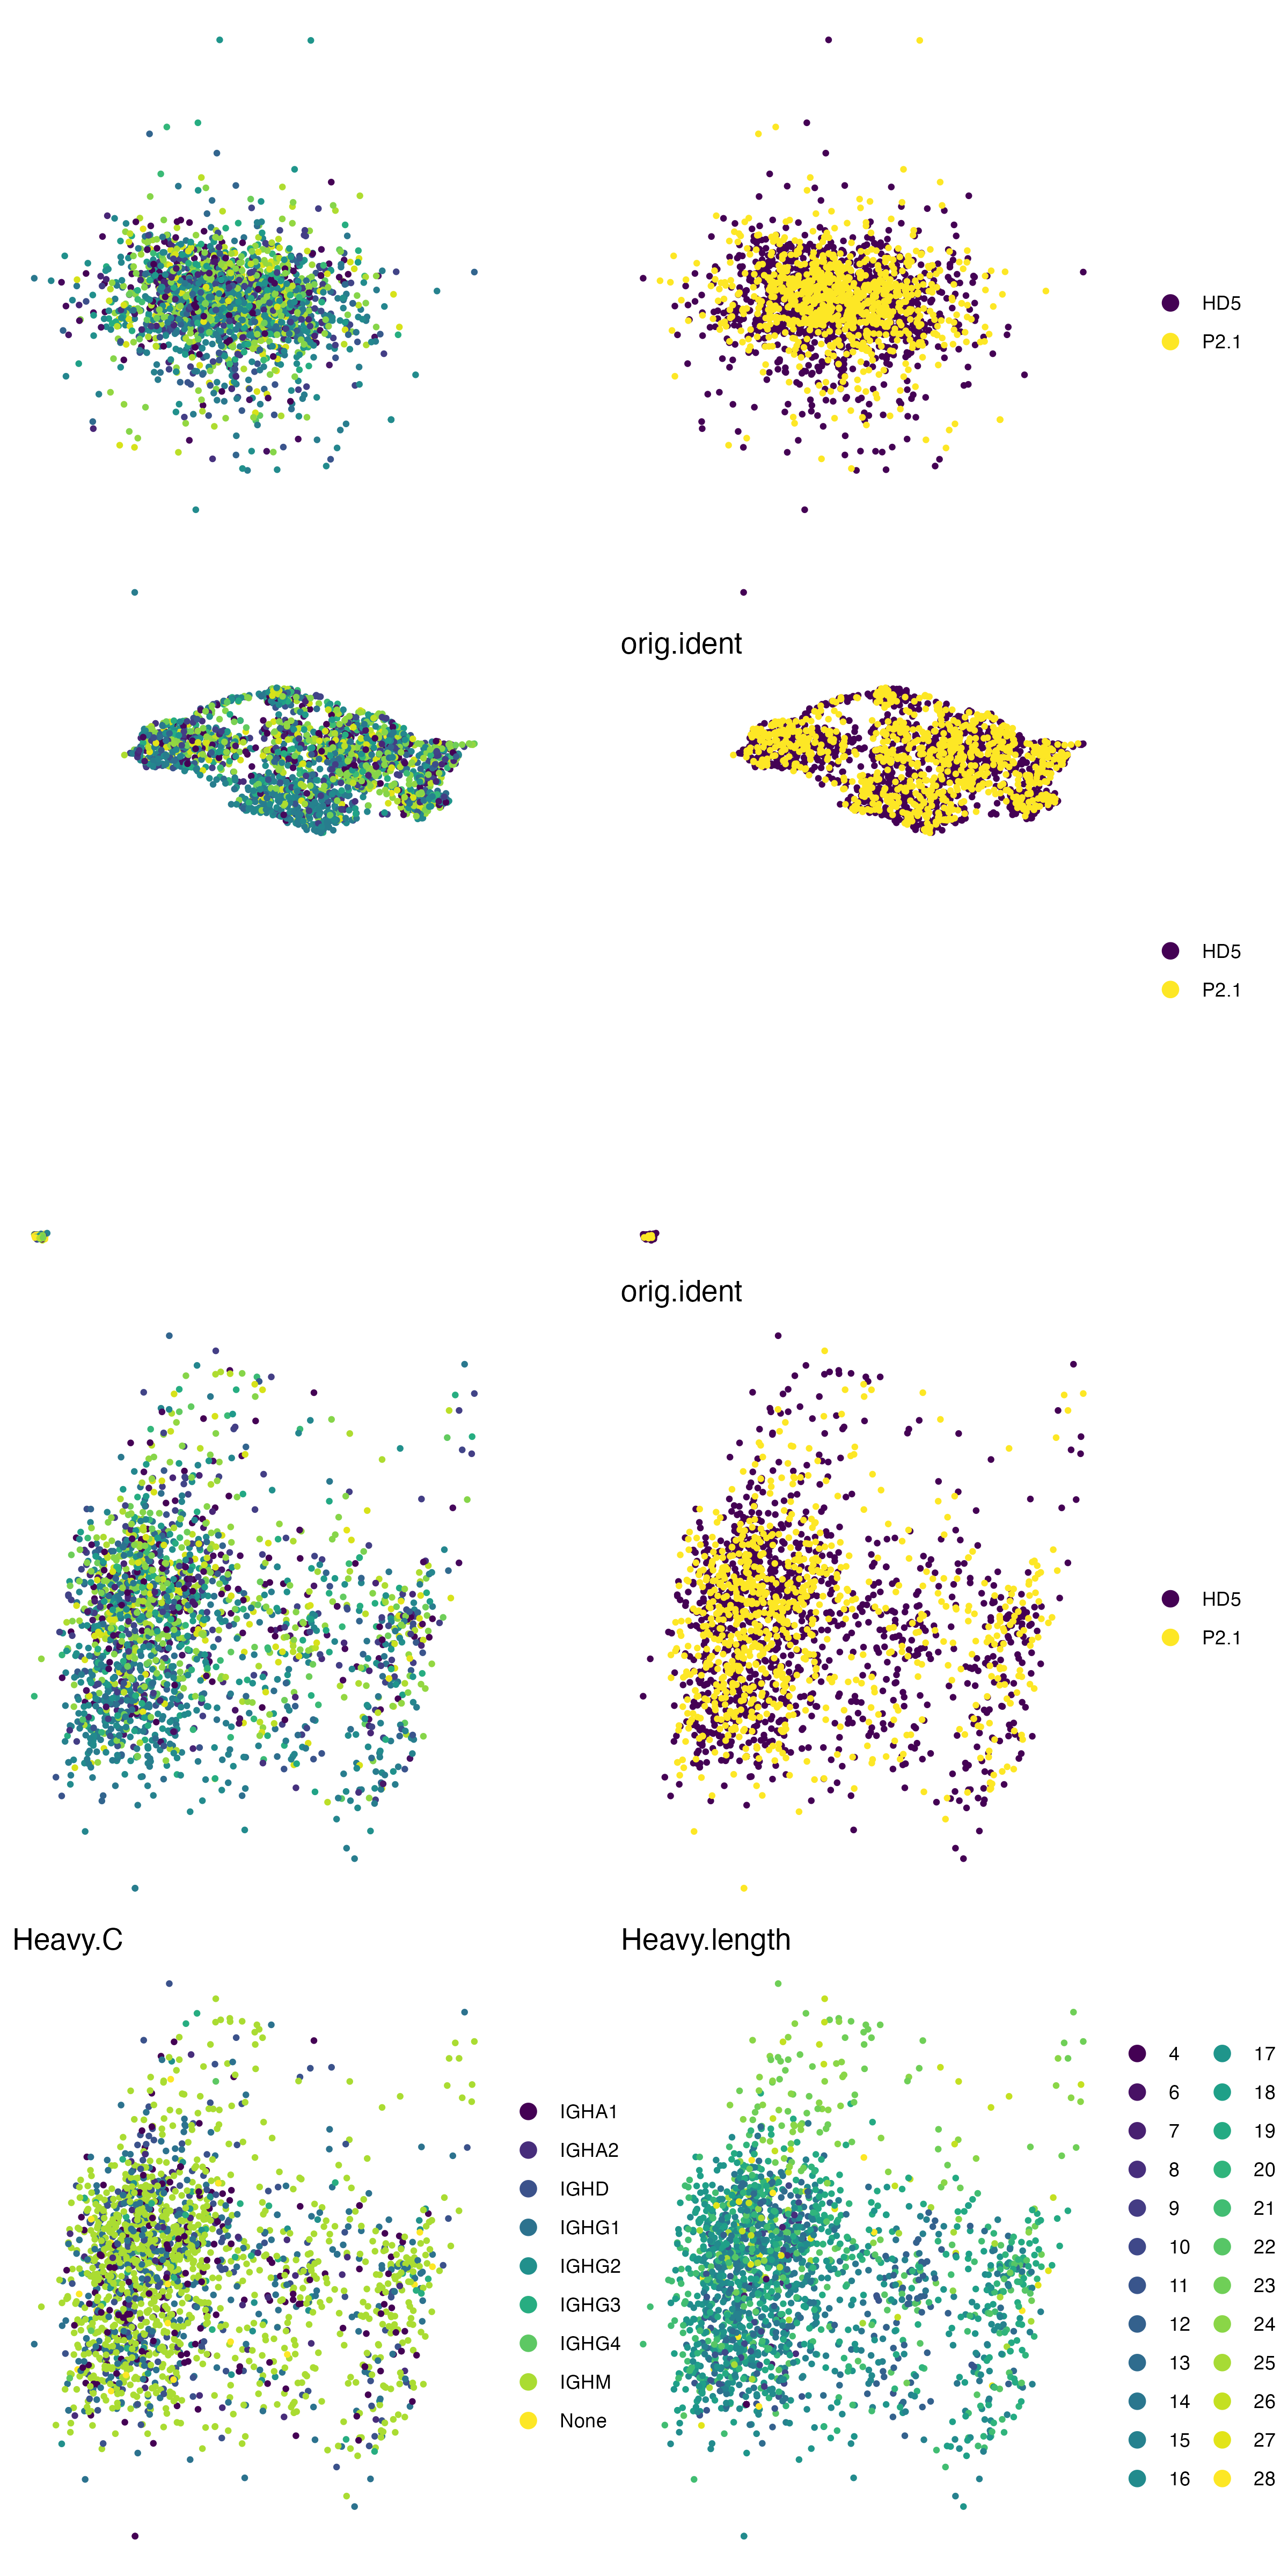 HD5
P2.1
orig.ident
HD5
P2.1
orig.ident
HD5
P2.1
Heavy.C
IGHA1
IGHA2
IGHD
IGHG1
IGHG2
IGHG3
IGHG4
IGHM
None
Heavy.length
4 17
6 18
7 19
8 20
9 21
10 22
11 23
12 24
13 25
14 26
15 27
16 28